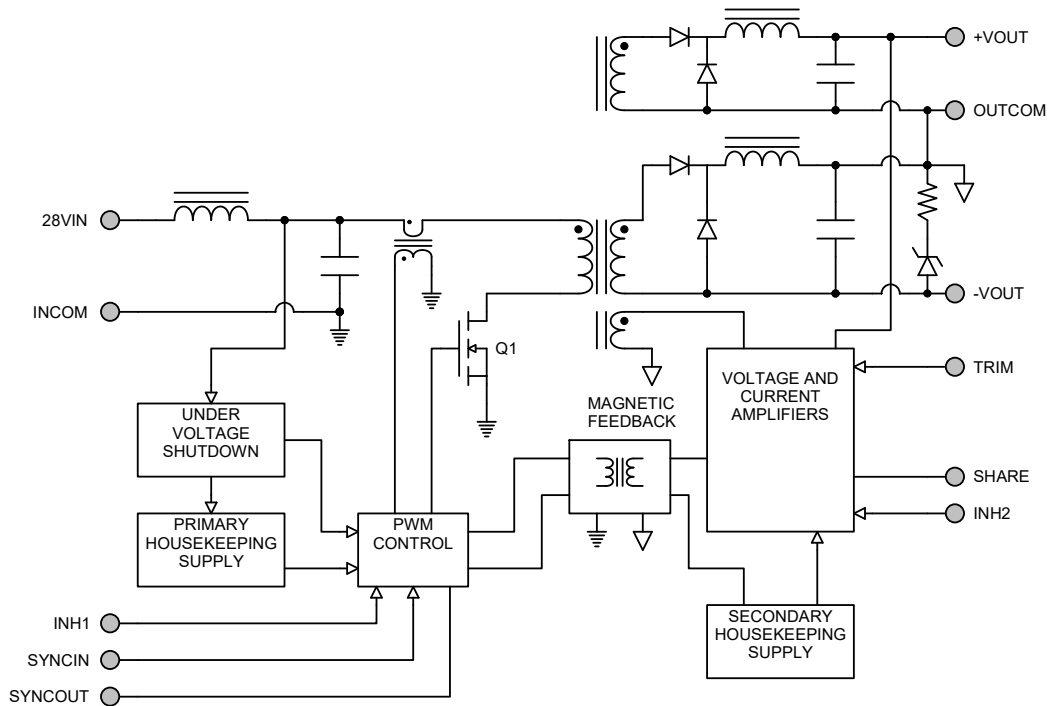 +VOUT
OUTCOM
28VIN
INCOM
-VOUT
Q1
TRIM
VOLTAGE AND
CURRENT
AMPLIFIERS
MAGNETIC
FEEDBACK
UNDER
VOLTAGE
SHUTDOWN
SHARE
INH2
PRIMARY
HOUSEKEEPING
SUPPLY
PWM
CONTROL
INH1
SECONDARY
HOUSEKEEPING
SUPPLY
SYNCIN
SYNCOUT